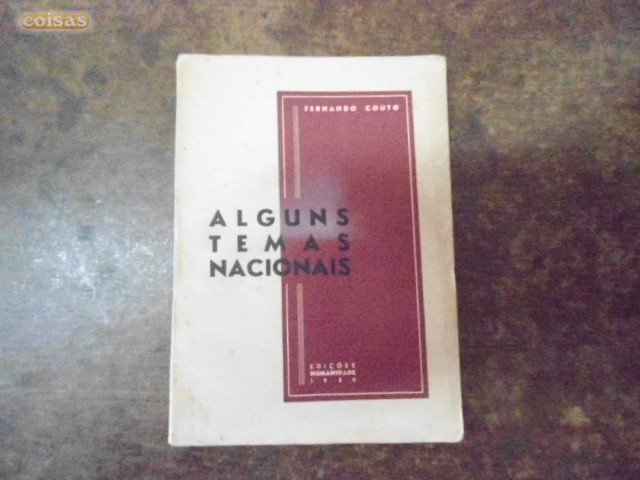 coisas
FERNANDO COUTO
ALGUNS
TEMAS
NACIONAIS
EDIÇÕES
HUMANIDADE